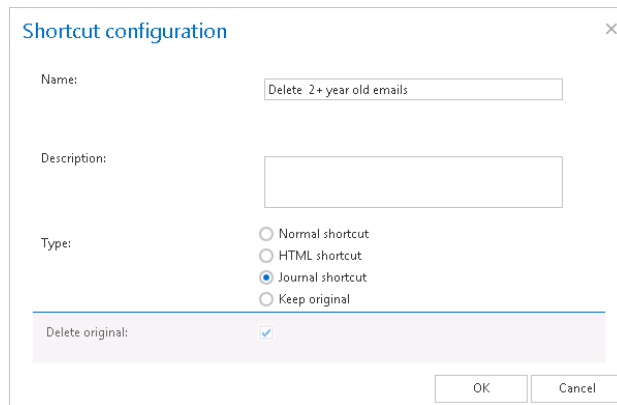 Shortcut configuration
Name:
Delete 2+ year old emails
Description:
Type:
Normal shortcut
HTML shortcut
Journal shortcut
Keep original
Delete original:
OK
Cancel